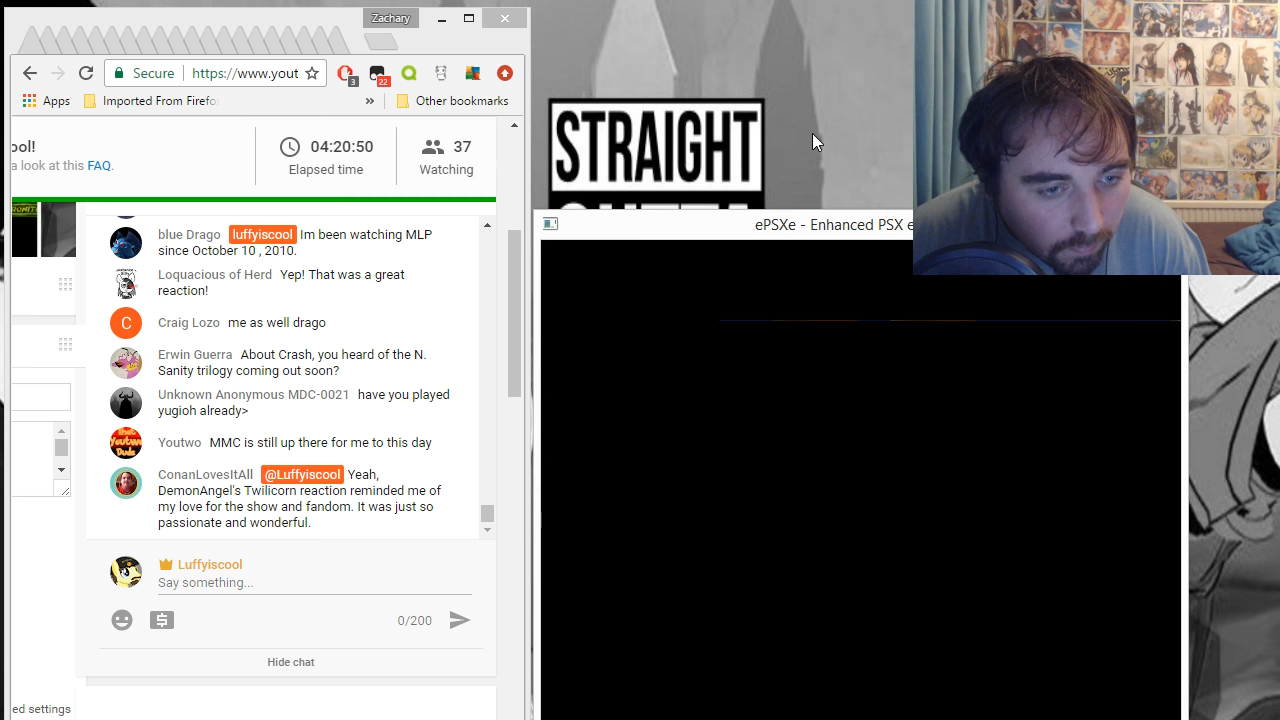 Zachary
Secure
https://www.yout
3
22
Apps
Imported From Firefo
»
Other bookmarks
ool!
a look at this FAQ.
04:20:50
Elapsed time
37
Watching
blue Drago luffyiscool Im been watching MLP
since October 10 , 2010.
Loquacious of Herd Yep! That was a great
reaction!
C
Craig Lozo me as well drago
Erwin Guerra About Crash, you heard of the N.
Sanity trilogy coming out soon?
Unknown Anonymous MDC-0021 have you played
yugioh already>
Youtwo MMC is still up there for me to this day
ConanLovesItAll @Luffyiscool Yeah,
DemonAngel's Twilicorn reaction reminded me of
my love for the show and fandom. It was just so
passionate and wonderful.
Luffyiscool
Say something...
0/200
Hide chat
ed settings
STRAIGHT
ePSXe - Enhanced PSX e